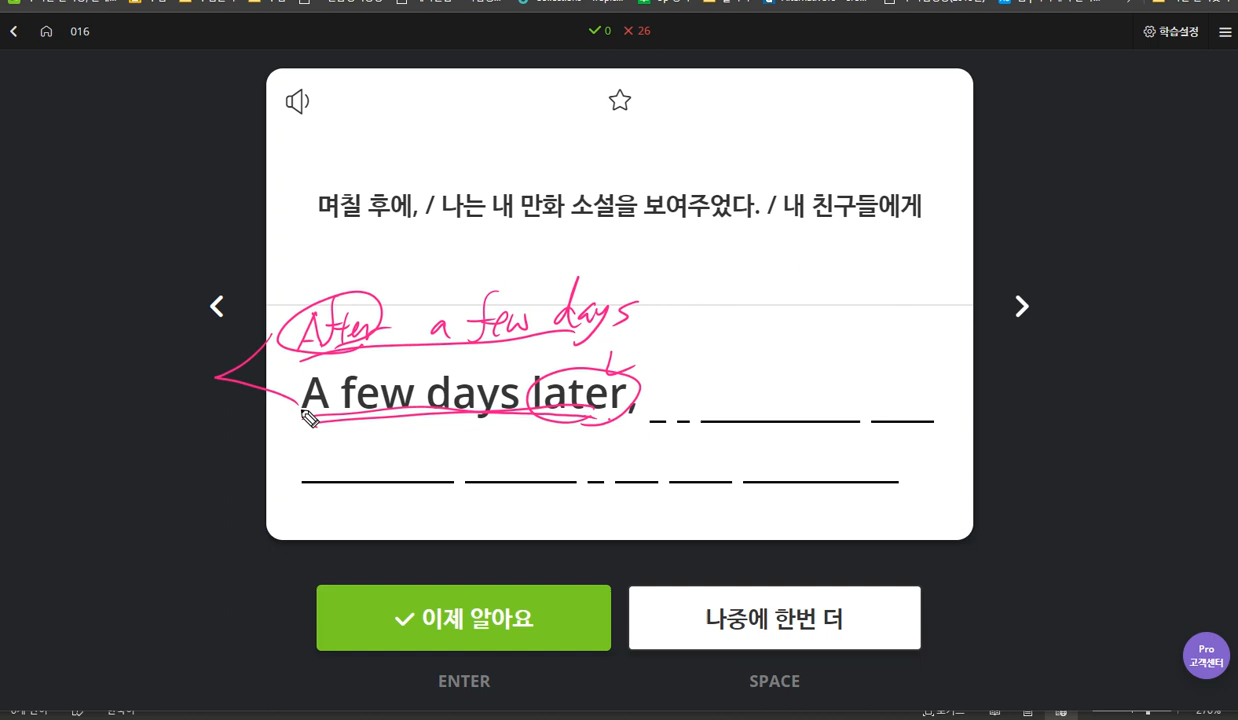 016
0
26
학습설정
며칠 후에, / 나는 내 만화 소설을 보여주었다. / 내 친구들에게
After a few days
A few days later,
이제 알아요
나중에 한번 더
ENTER
SPACE
Pro
고객센터